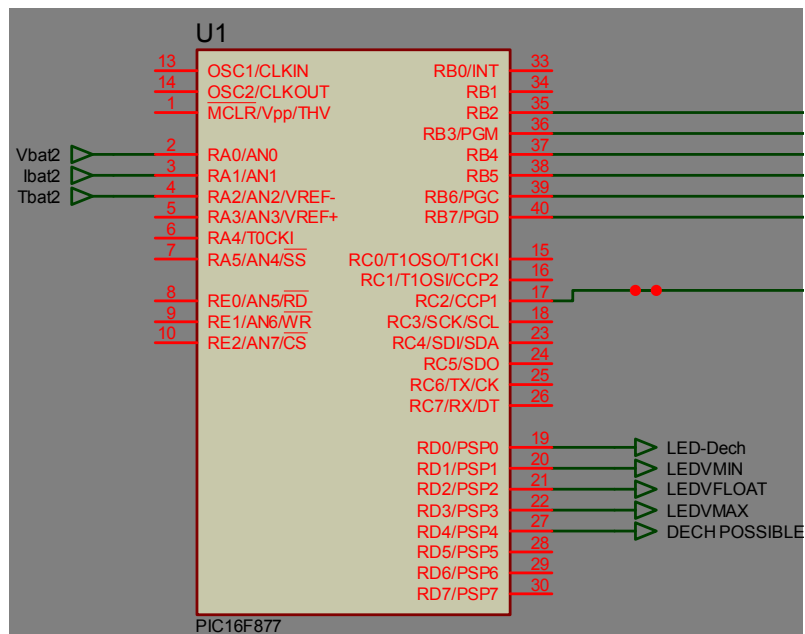 U1
13 OSC1/CLKIN RB0/INT 33
14 OSC2/CLKOUT RB1 34
1 MCLR/Vpp/THV RB2 35
RB3/PGM 36
Vbat2 2 RA0/AN0 RB4 37
Ibat2 3 RA1/AN1 RB5 38
Tbat2 4 RA2/AN2/VREF- RB6/PGC 39
5 RA3/AN3/VREF+ RB7/PGD 40
6 RA4/T0CKI
7 RA5/AN4/SS RC0/T1OSO/T1CKI 15
RC1/T1OSI/CCP2 16
8 RE0/AN5/RD RC2/CCP1 17
9 RE1/AN6/WR RC3/SCK/SCL 18
10 RE2/AN7/CS RC4/SDI/SDA 23
RC5/SDO 24
RC6/TX/CK 25
RC7/RX/DT 26
RD0/PSP0 19 LED-Dech
RD1/PSP1 20 LEDVMIN
RD2/PSP2 21 LEDVFLOAT
RD3/PSP3 22 LEDVMAX
RD4/PSP4 27 DECH POSSIBLE
RD5/PSP5 28
RD6/PSP6 29
RD7/PSP7 30
PIC16F877